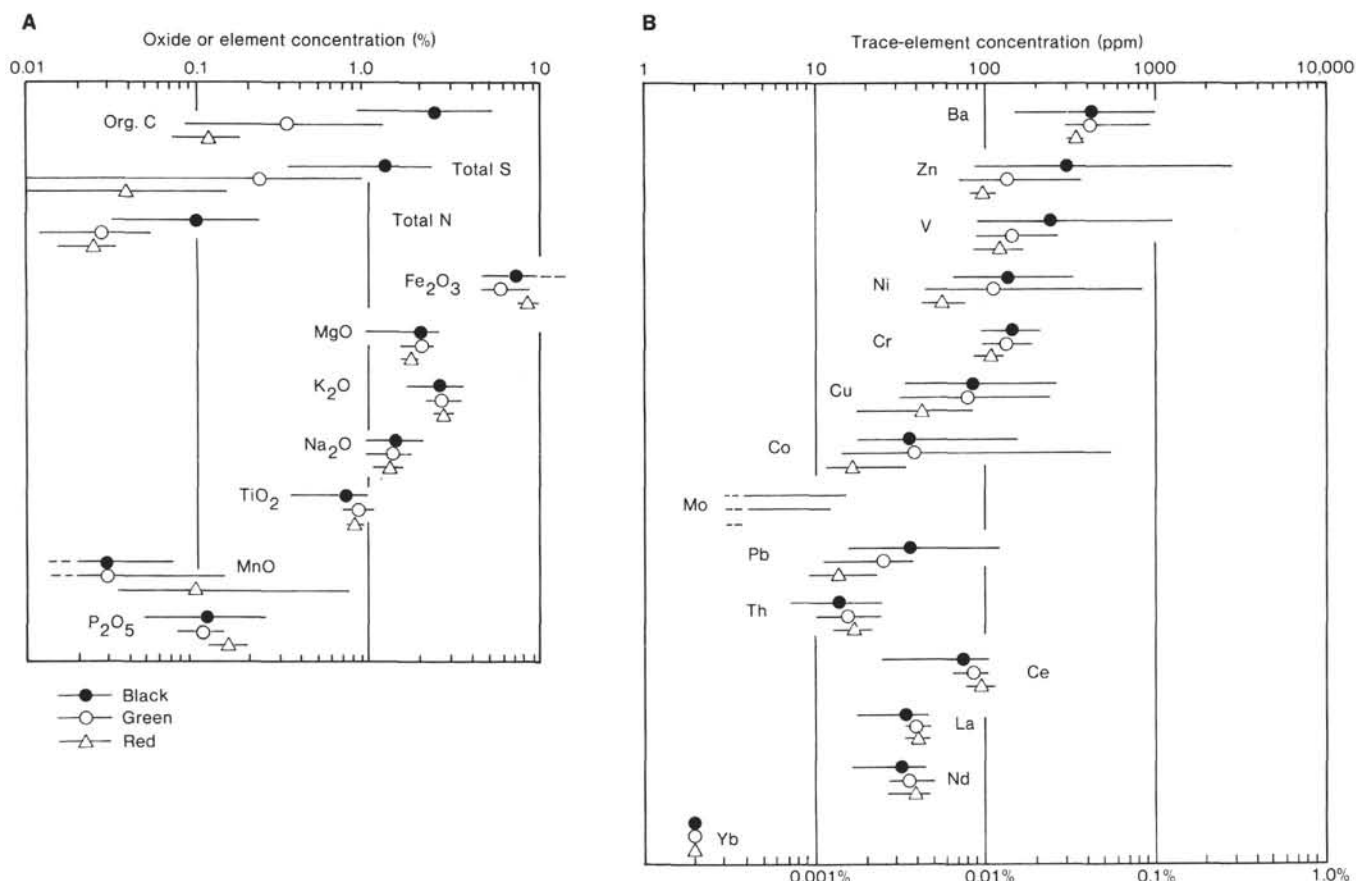 A
Oxide or element concentration (%)
0.01 0.1 1.0 10
Org. C
Total S
Total N
Fe2O3
MgO
K2O
Na2O
TiO2
MnO
P2O5
Black
Green
Red
B
Trace-element concentration (ppm)
1 10 100 1000 10,000
Ba
Zn
V
Ni
Cr
Cu
Co
Mo
Pb
Th
Ce
La
Nd
Yb
0.001% 0.01% 0.1% 1.0%